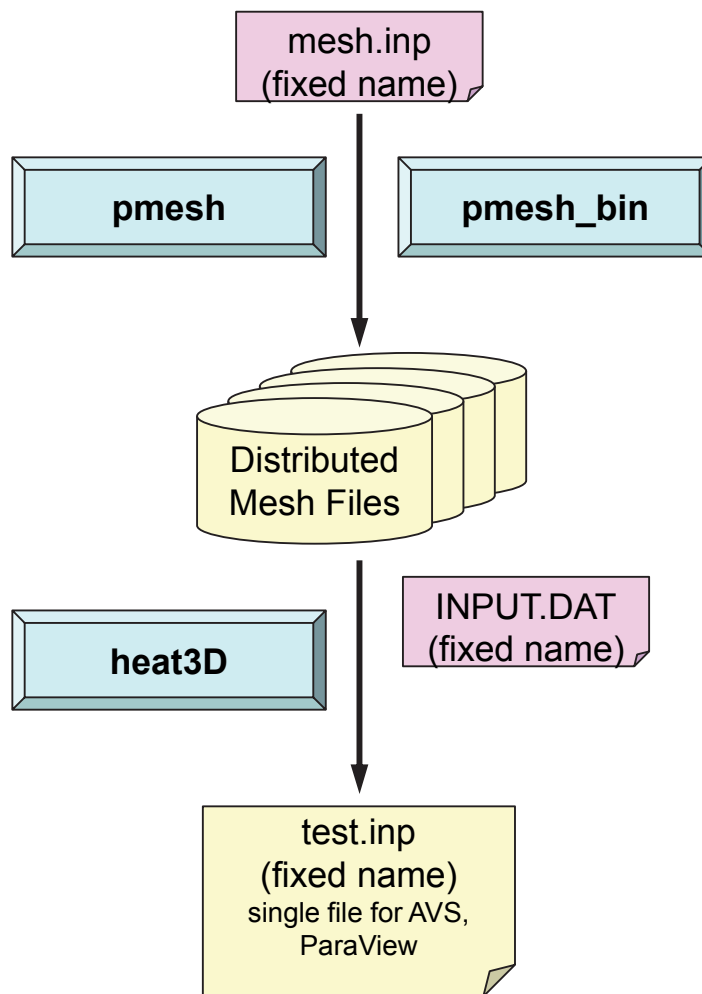 mesh.inp
(fixed name)
pmesh
pmesh_bin
Distributed
Mesh Files
INPUT.DAT
(fixed name)
heat3D
test.inp
(fixed name)
single file for AVS,
ParaView